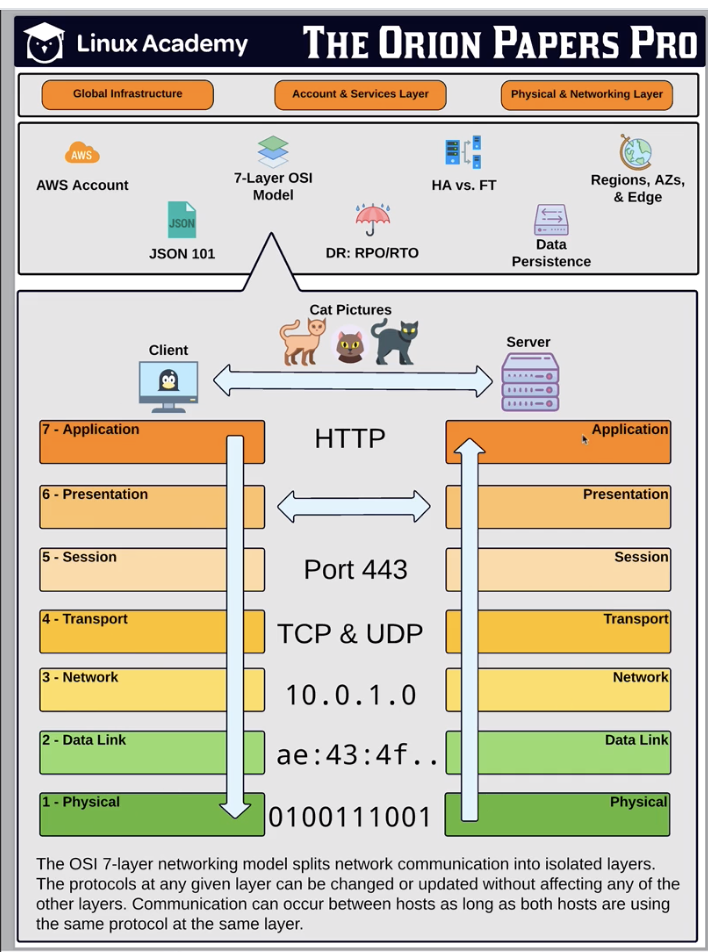 Linux Academy
THE ORION PAPERS PRO
Global Infrastructure
Account & Services Layer
Physical & Networking Layer
AWS
AWS Account
7-Layer OSI
Model
HA vs. FT
Regions, AZs,
& Edge
JSON
JSON 101
DR: RPO/RTO
Data
Persistence
Cat Pictures
Client
Server
7 - Application
HTTP
Application
6 - Presentation
Presentation
5 - Session
Port 443
Session
4 - Transport
TCP & UDP
Transport
3 - Network
10.0.1.0
Network
2 - Data Link
ae:43:4f..
Data Link
1 - Physical
0100111001
Physical
The OSI 7-layer networking model splits network communication into isolated layers.
The protocols at any given layer can be changed or updated without affecting any of the
other layers. Communication can occur between hosts as long as both hosts are using
the same protocol at the same layer.